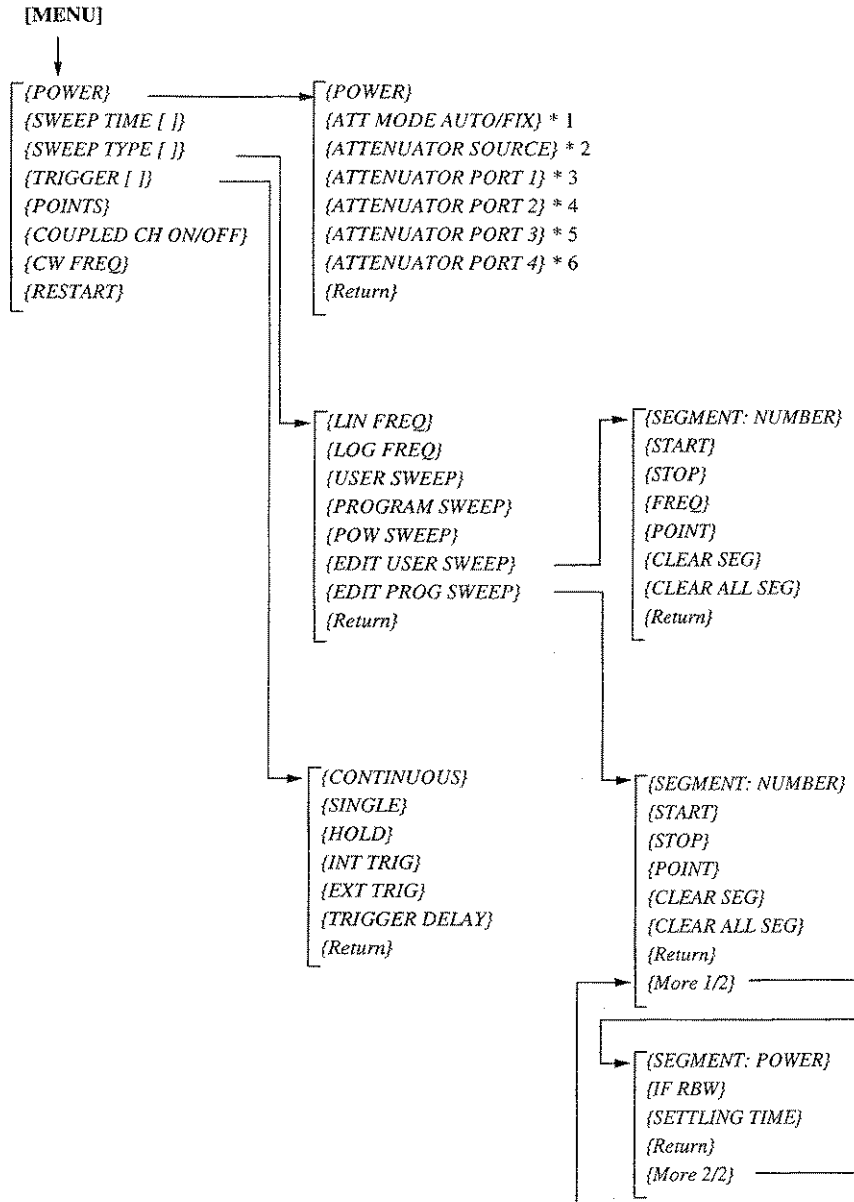 [MENU]
{POWER}
{SWEEP TIME [ ]}
{SWEEP TYPE [ ]}
{TRIGGER [ ]}
{POINTS}
{COUPLED CH ON/OFF}
{CW FREQ}
{RESTART}
{POWER}
{ATT MODE AUTO/FIX} * 1
{ATTENUATOR SOURCE} * 2
{ATTENUATOR PORT 1} * 3
{ATTENUATOR PORT 2} * 4
{ATTENUATOR PORT 3} * 5
{ATTENUATOR PORT 4} * 6
{Return}
{LIN FREQ}
{LOG FREQ}
{USER SWEEP}
{PROGRAM SWEEP}
{POW SWEEP}
{EDIT USER SWEEP}
{EDIT PROG SWEEP}
{Return}
{SEGMENT: NUMBER}
{START}
{STOP}
{FREQ}
{POINT}
{CLEAR SEG}
{CLEAR ALL SEG}
{Return}
{CONTINUOUS}
{SINGLE}
{HOLD}
{INT TRIG}
{EXT TRIG}
{TRIGGER DELAY}
{Return}
{SEGMENT: NUMBER}
{START}
{STOP}
{POINT}
{CLEAR SEG}
{CLEAR ALL SEG}
{Return}
{More 1/2}
{SEGMENT: POWER}
{IF RBW}
{SETTLING TIME}
{Return}
{More 2/2}